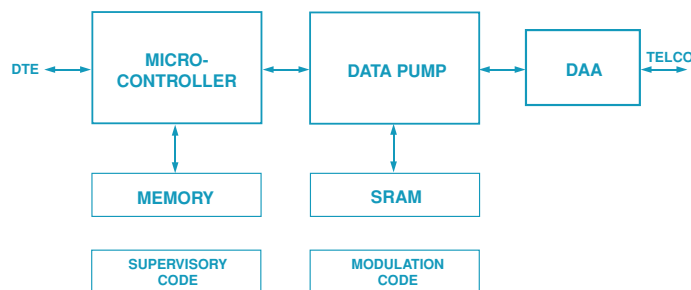 DTE
MICRO-
CONTROLLER
DATA PUMP
DAA
TELCO
MEMORY
SRAM
SUPERVISORY
CODE
MODULATION
CODE